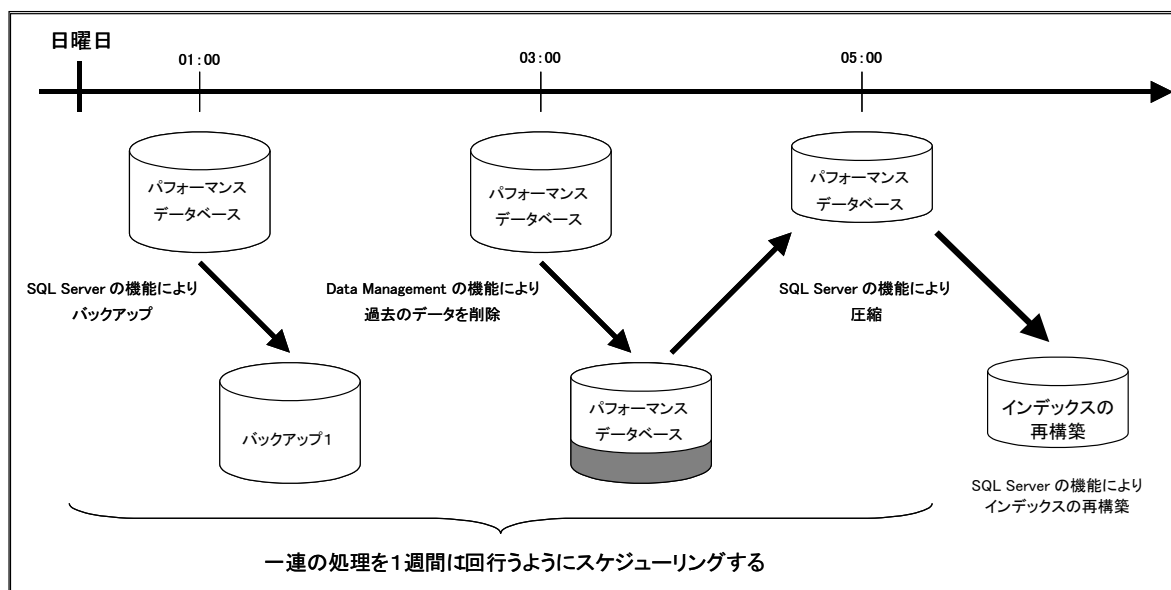 日曜日
01:00
03:00
05:00
パフォーマンス
データベース
パフォーマンス
データベース
パフォーマンス
データベース
SQL Server の機能により
バックアップ
Data Management の機能により
過去のデータを削除
SQL Server の機能により
圧縮
バックアップ1
パフォーマンス
データベース
インデックスの
再構築
SQL Server の機能により
インデックスの再構築
一連の処理を1週間に回行うようにスケジューリングする